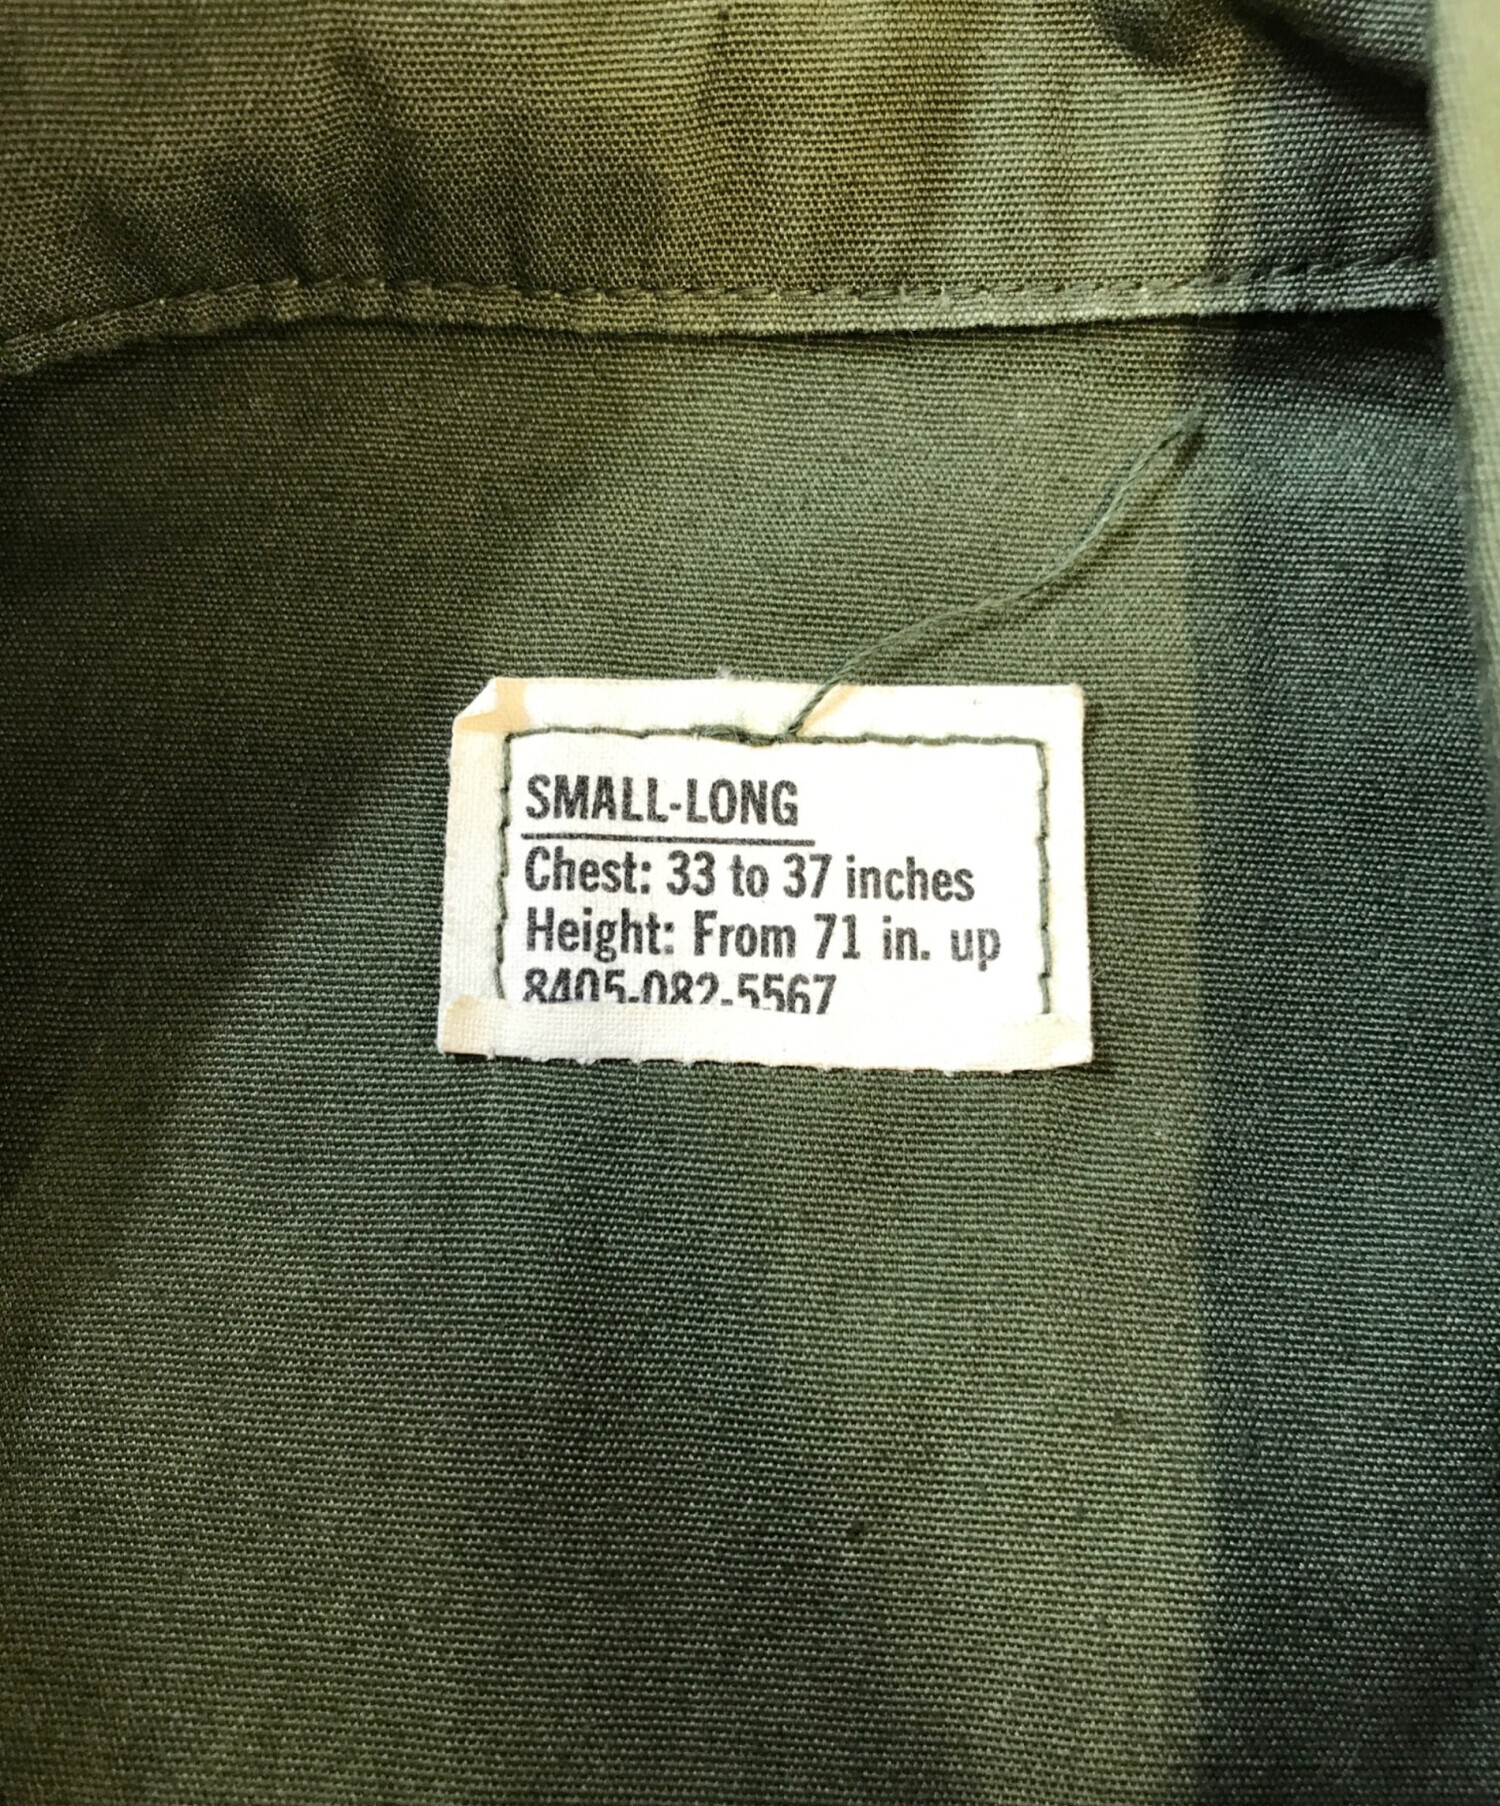 SMALL-LONG
Chest: 33 to 37 inches
Height: From 71 in. up
8405-082-5567